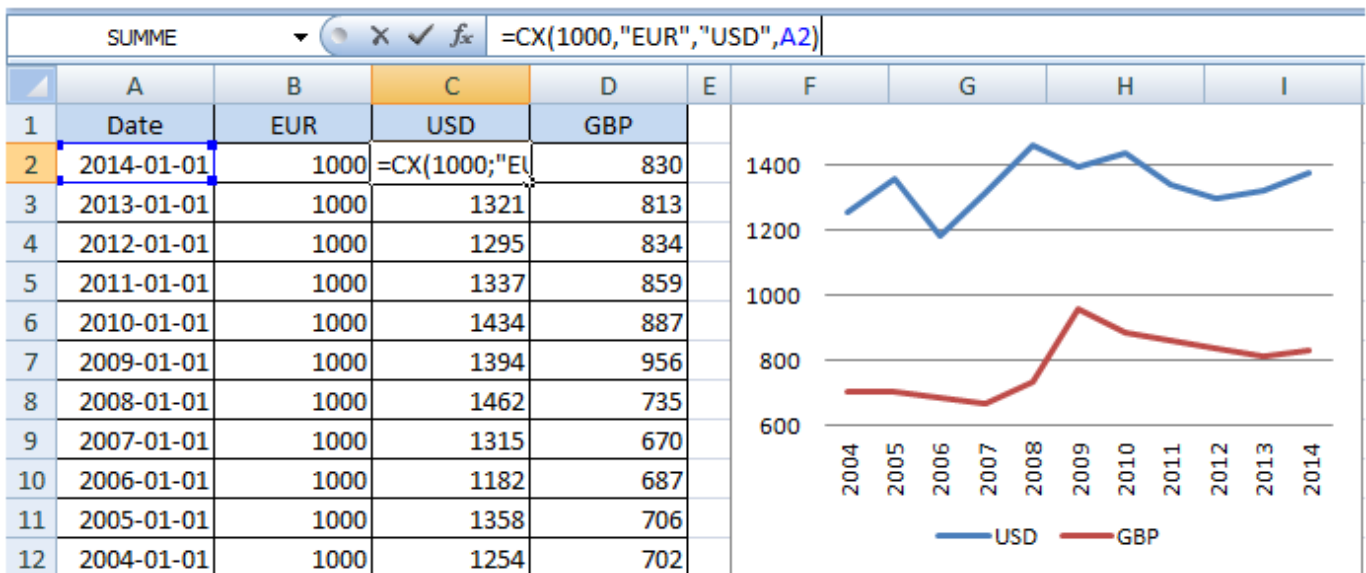 SUMME fx =CX(1000,"EUR","USD",A2)
A B C D E F G H I
1 Date EUR USD GBP
2 2014-01-01 1000 =CX(1000;"EU 830
3 2013-01-01 1000 1321 813
4 2012-01-01 1000 1295 834
5 2011-01-01 1000 1337 859
6 2010-01-01 1000 1434 887
7 2009-01-01 1000 1394 956
8 2008-01-01 1000 1462 735
9 2007-01-01 1000 1315 670
10 2006-01-01 1000 1182 687
11 2005-01-01 1000 1358 706
12 2004-01-01 1000 1254 702
1400
1200
1000
800
600
2004 2005 2006 2007 2008 2009 2010 2011 2012 2013 2014
USD GBP